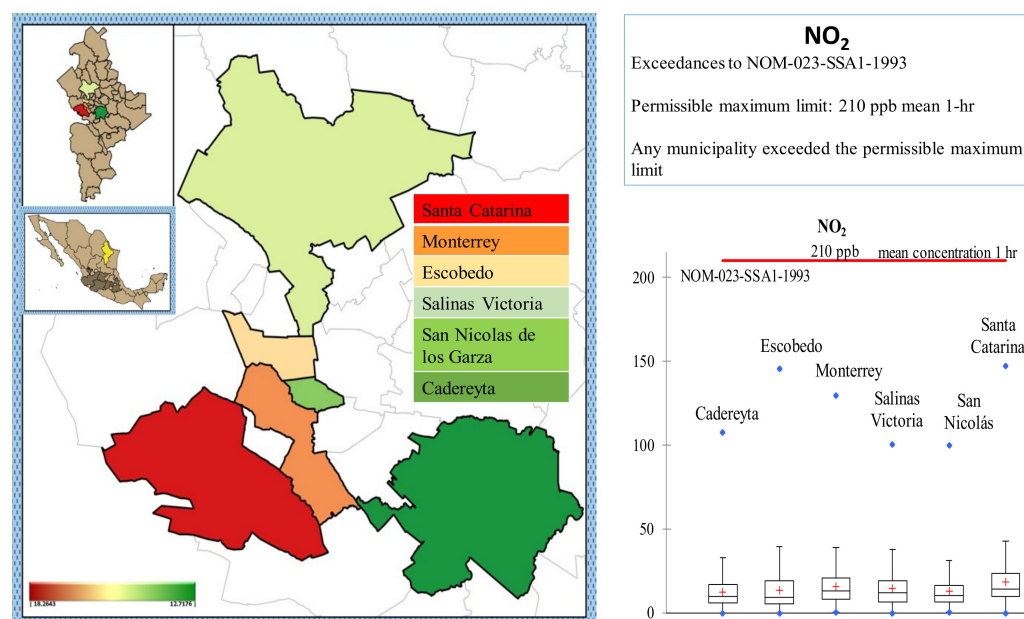 Santa Catarina
Monterrey
Escobedo
Salinas Victoria
San Nicolas de
los Garza
Cadereyta
18.2643
12.7176
NO₂
Exceedances to NOM-023-SSA1-1993
Permissible maximum limit: 210 ppb mean 1-hr
Any municipality exceeded the permissible maximum
limit
NO₂
210 ppb mean concentration 1 hr
NOM-023-SSA1-1993
200
150
100
50
0
Cadereyta
Escobedo
Monterrey
Salinas
Victoria
San
Nicolás
Santa
Catarina